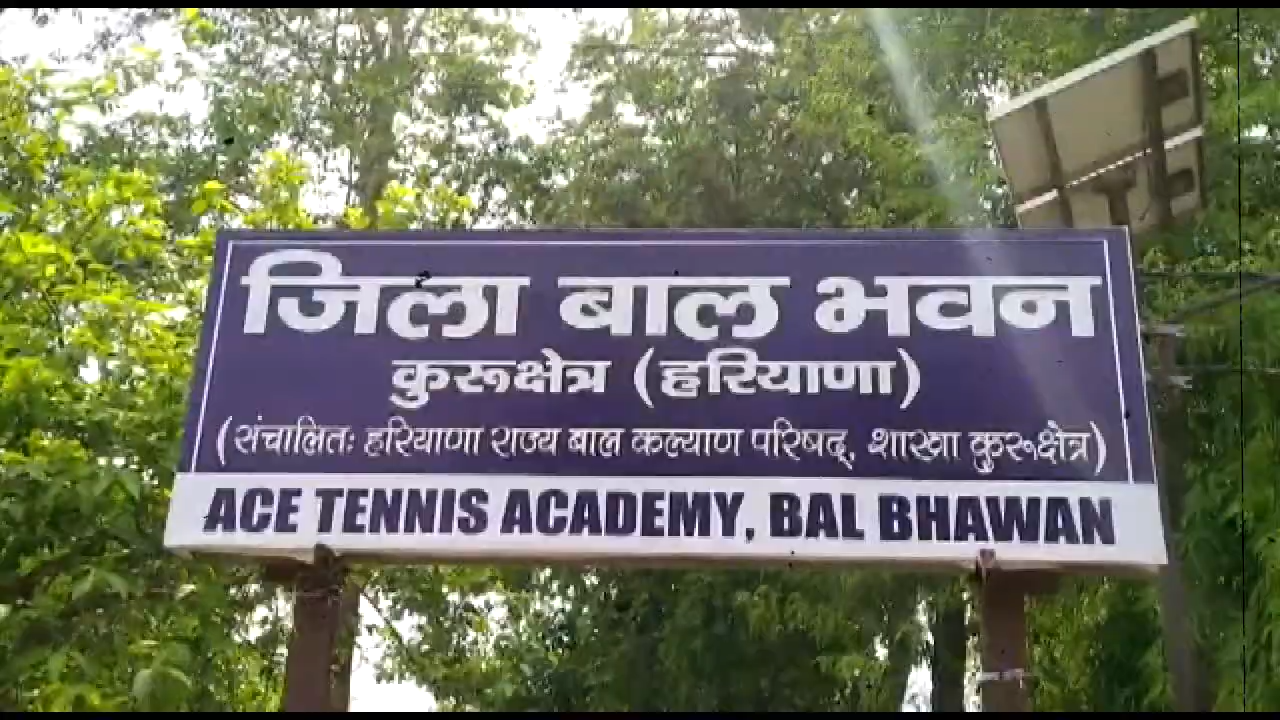 जिला बाल भवन
कुरूक्षेत्र (हरियाणा)
(संचालितः हरियाणा राज्य बाल कल्याण परिषद्, शाखा कुरूक्षेत्र)
ACE TENNIS ACADEMY, BAL BHAWAN